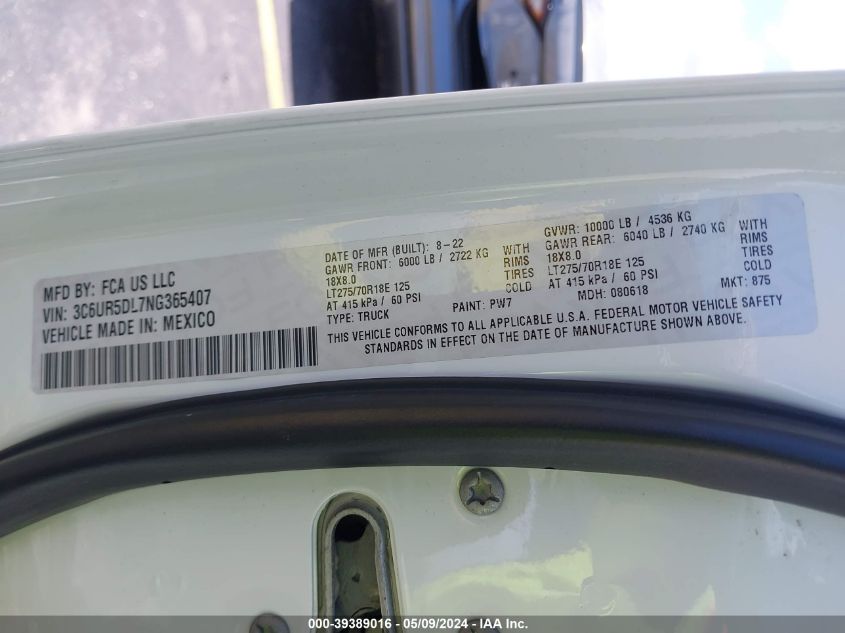 MFD BY: FCA US LLC
VIN: 3C6UR5DL7NG365407
VEHICLE MADE IN: MEXICO
DATE OF MFR (BUILT): 8-22
GAWR FRONT: 6000 LB / 2722 KG WITH
18X8.0 RIMS
LT275/70R18E 125 TIRES
AT 415 kPa / 60 PSI COLD
TYPE: TRUCK PAINT: PW7
GVWR: 10000 LB / 4536 KG
GAWR REAR: 6040 LB / 2740 KG WITH
18X8.0 RIMS
LT275/70R18E 125 TIRES
AT 415 kPa / 60 PSI COLD
MDH: 080618 MKT: 875
THIS VEHICLE CONFORMS TO ALL APPLICABLE U.S.A. FEDERAL MOTOR VEHICLE SAFETY
STANDARDS IN EFFECT ON THE DATE OF MANUFACTURE SHOWN ABOVE.
000-39389016 - 05/09/2024 - IAA Inc.